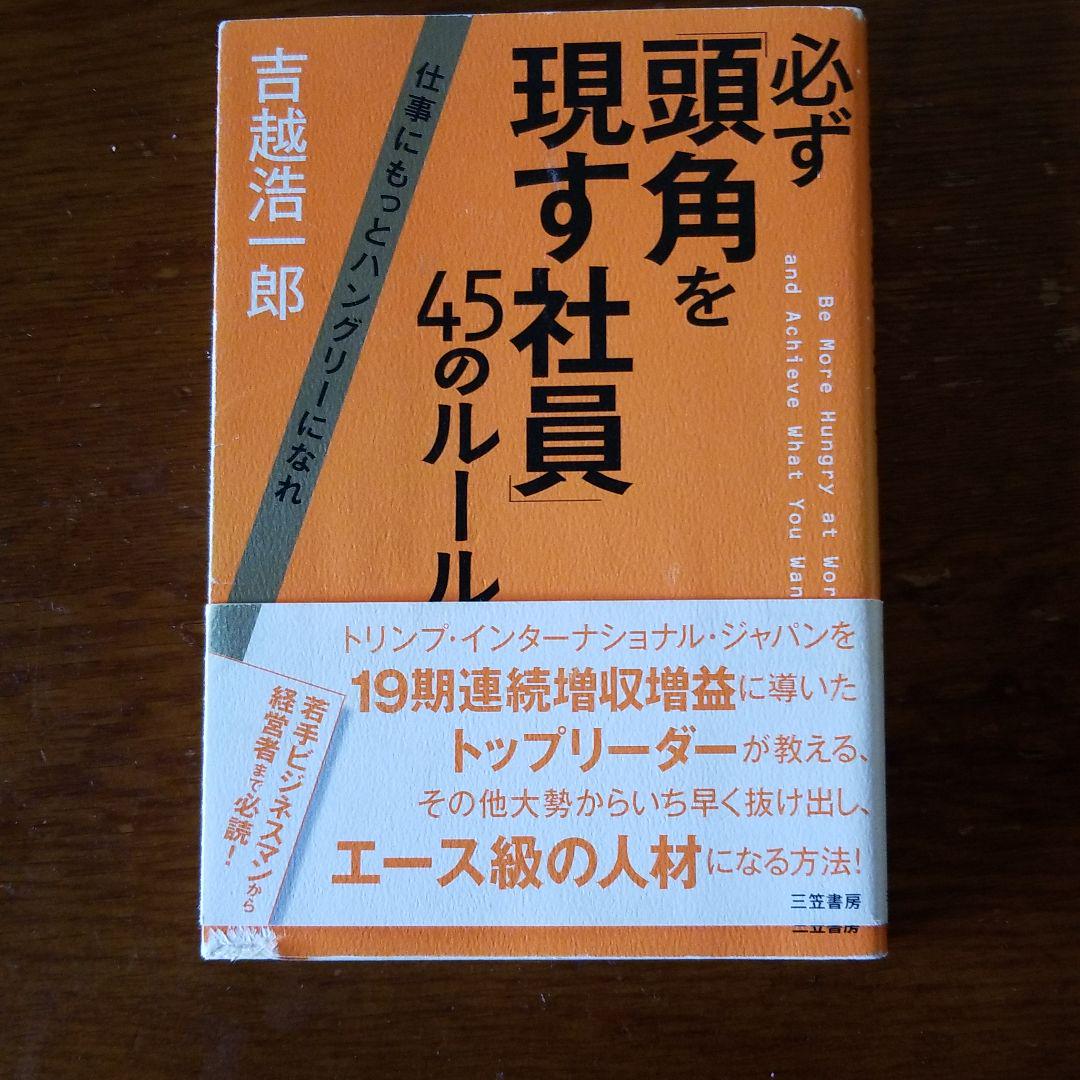 必ず
「頭角を
現す社員」
45のルール
仕事にもっとハングリーになれ
吉越浩一郎
Be More Hungry at Wor
and Achieve What You Wan
トリンプ・インターナショナル・ジャパンを
19期連続増収増益に導いた
トップリーダーが教える、
その他大勢からいち早く抜け出し、
エース級の人材になる方法！
若手ビジネスマンから
経営者まで必読！
三笠書房
三笠書房